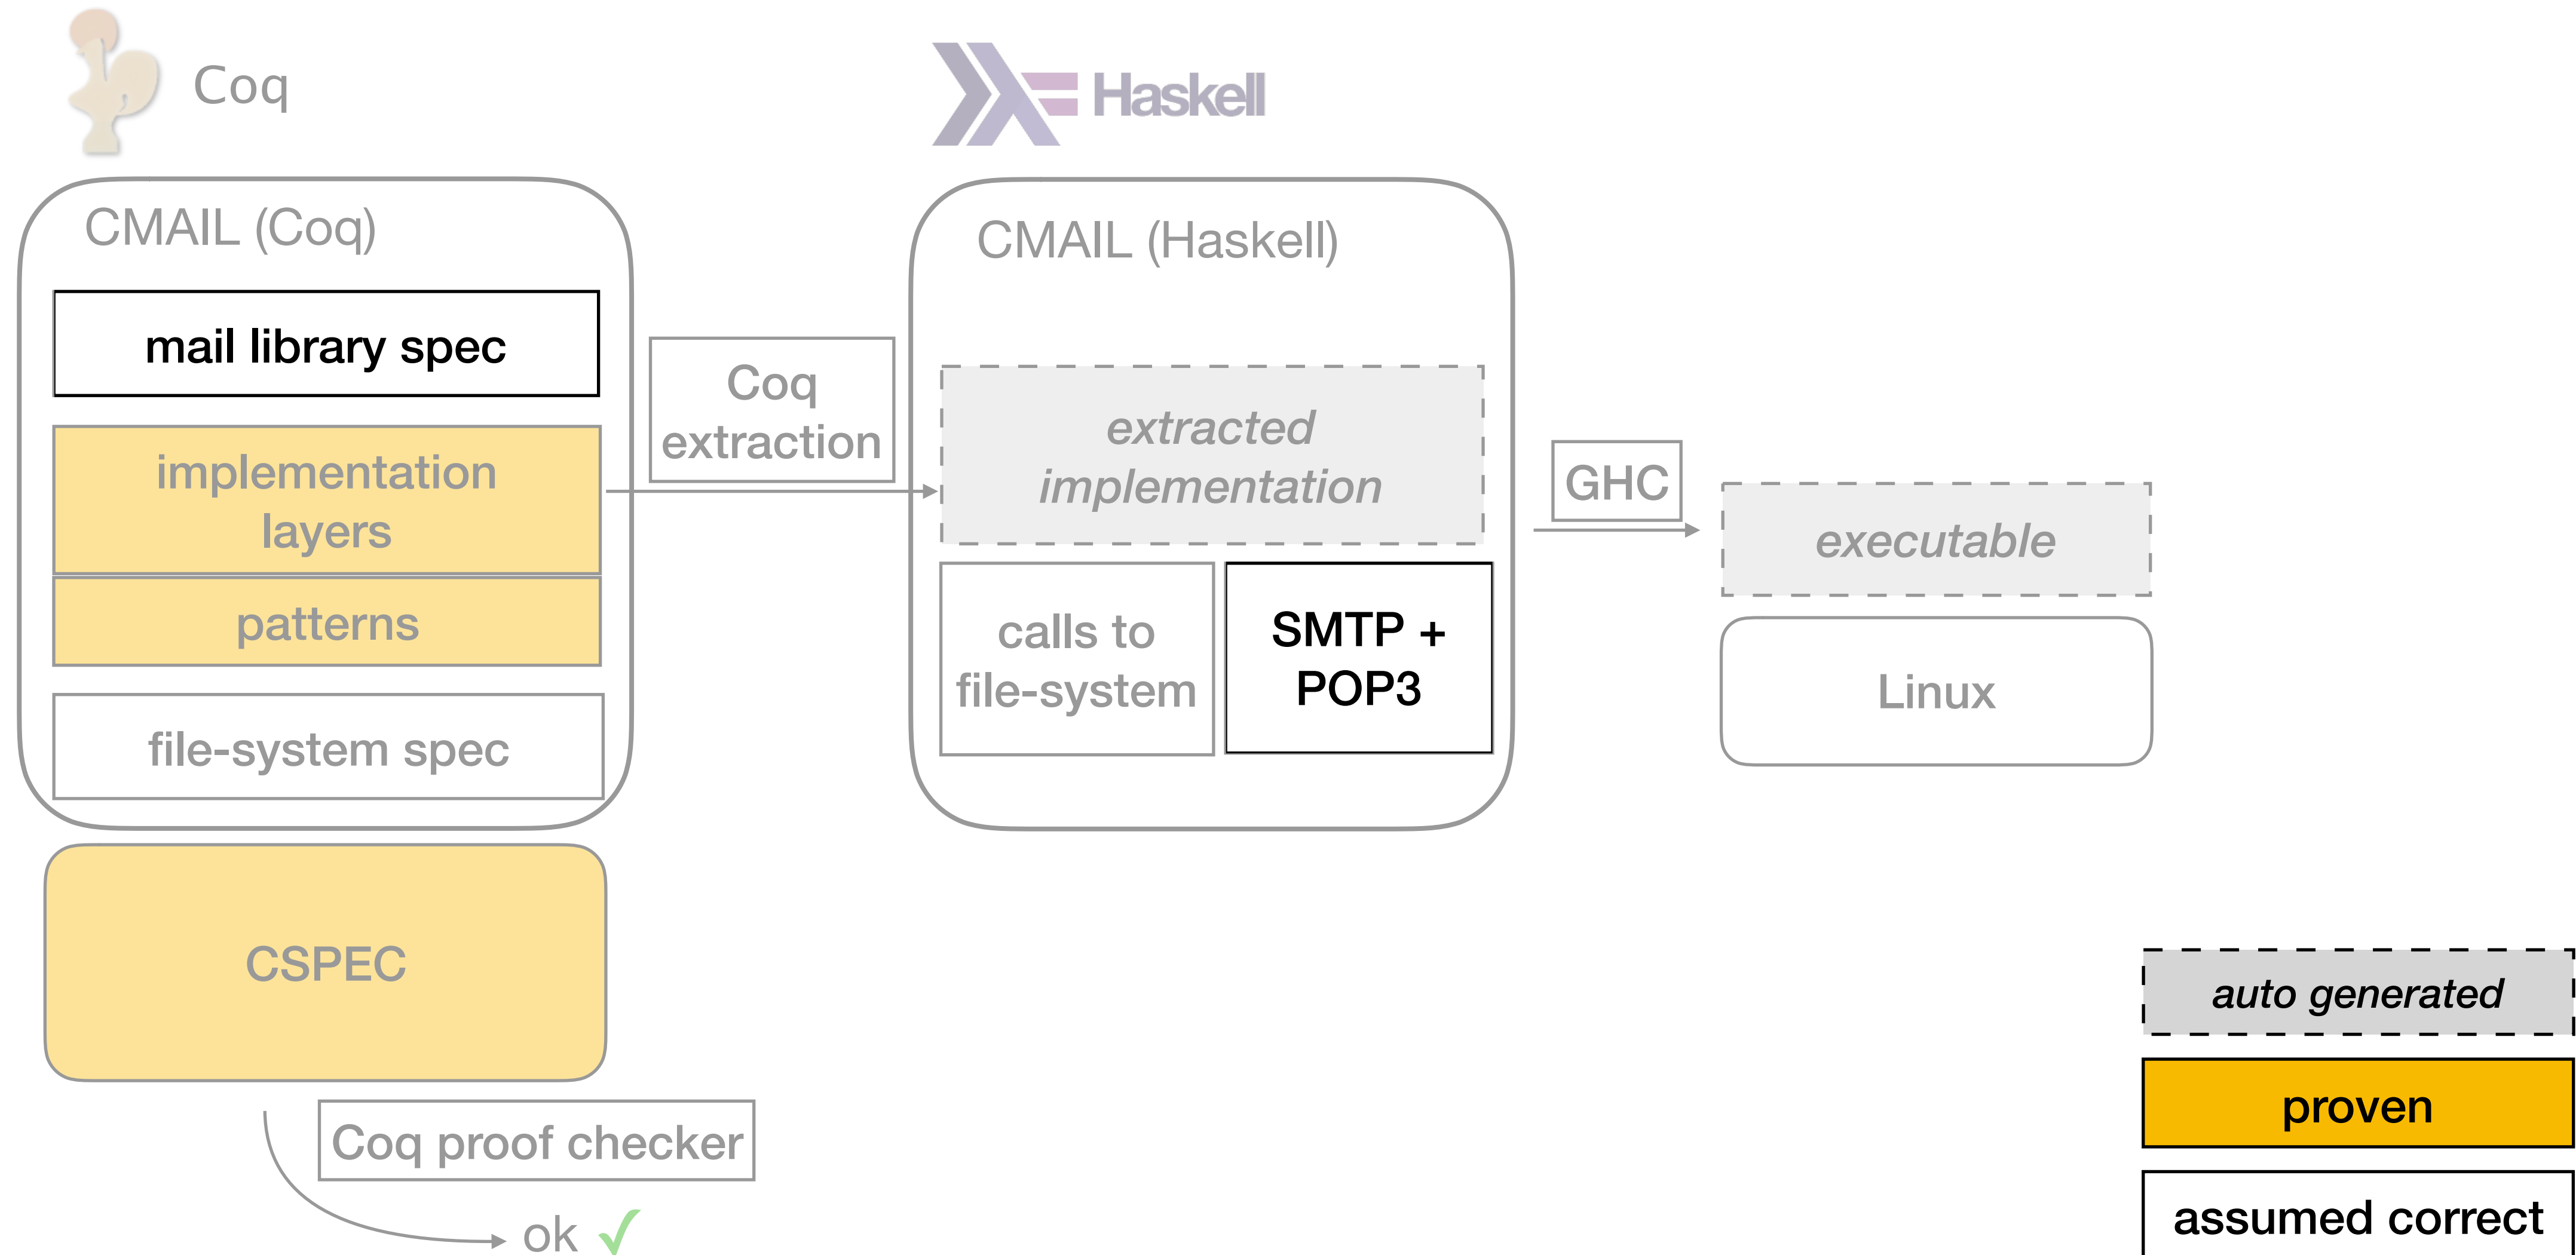 Coq
Haskell
CMAIL (Coq)
mail library spec
implementation
layers
patterns
file-system spec
CSPEC
Coq proof checker
ok
Coq
extraction
CMAIL (Haskell)
extracted
implementation
calls to
file-system
SMTP +
POP3
GHC
executable
Linux
auto generated
proven
assumed correct